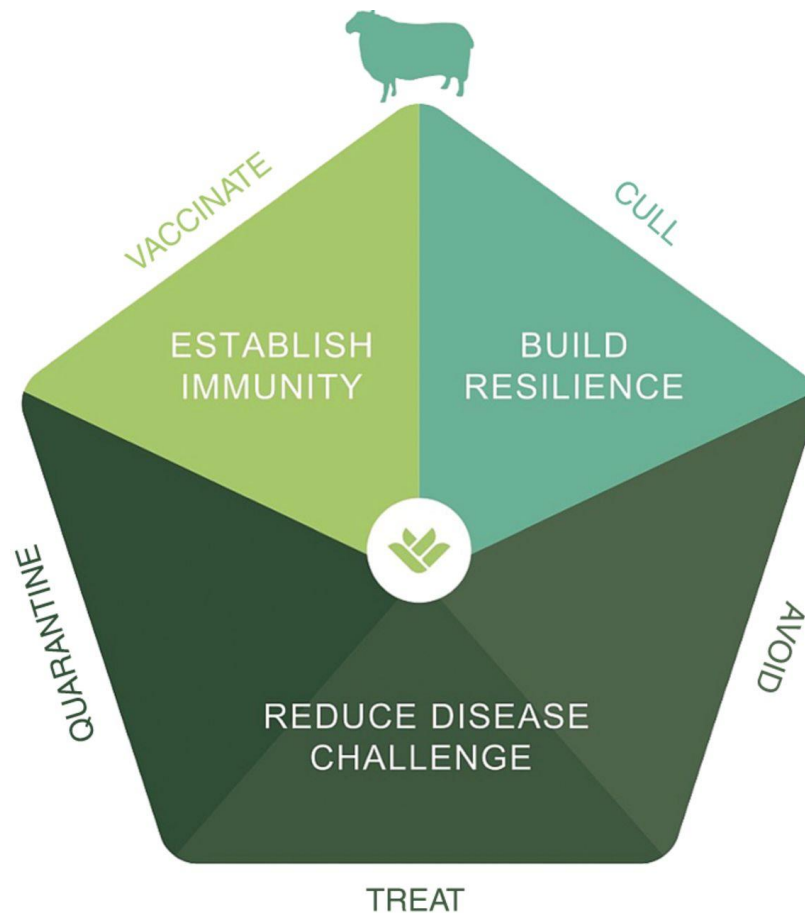 VACCINATE
CULL
ESTABLISH
IMMUNITY
BUILD
RESILIENCE
QUARANTINE
AVOID
REDUCE DISEASE
CHALLENGE
TREAT